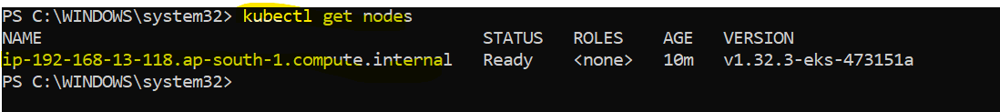 PS C:\WINDOWS\system32> kubectl get nodes
NAME STATUS ROLES AGE VERSION
ip-192-168-13-118.ap-south-1.compute.internal Ready <none> 10m v1.32.3-eks-473151a
PS C:\WINDOWS\system32>